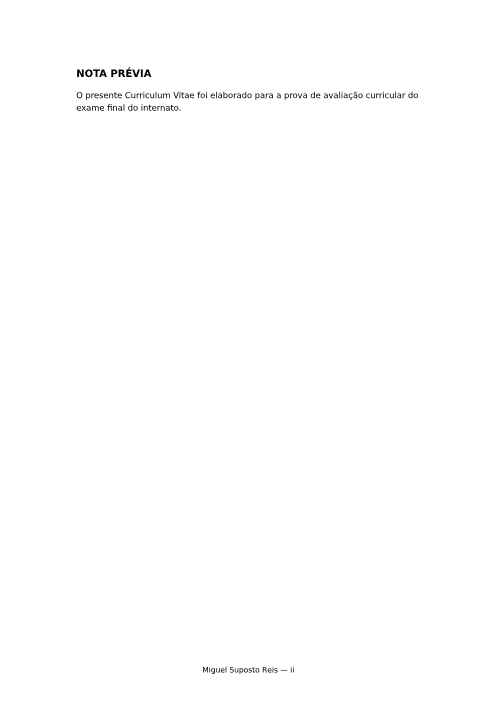 NOTA PRÉVIA
O presente Curriculum Vitae foi elaborado para a prova de avaliação curricular do
exame final do internato.
Miguel Suposto Reis — ii